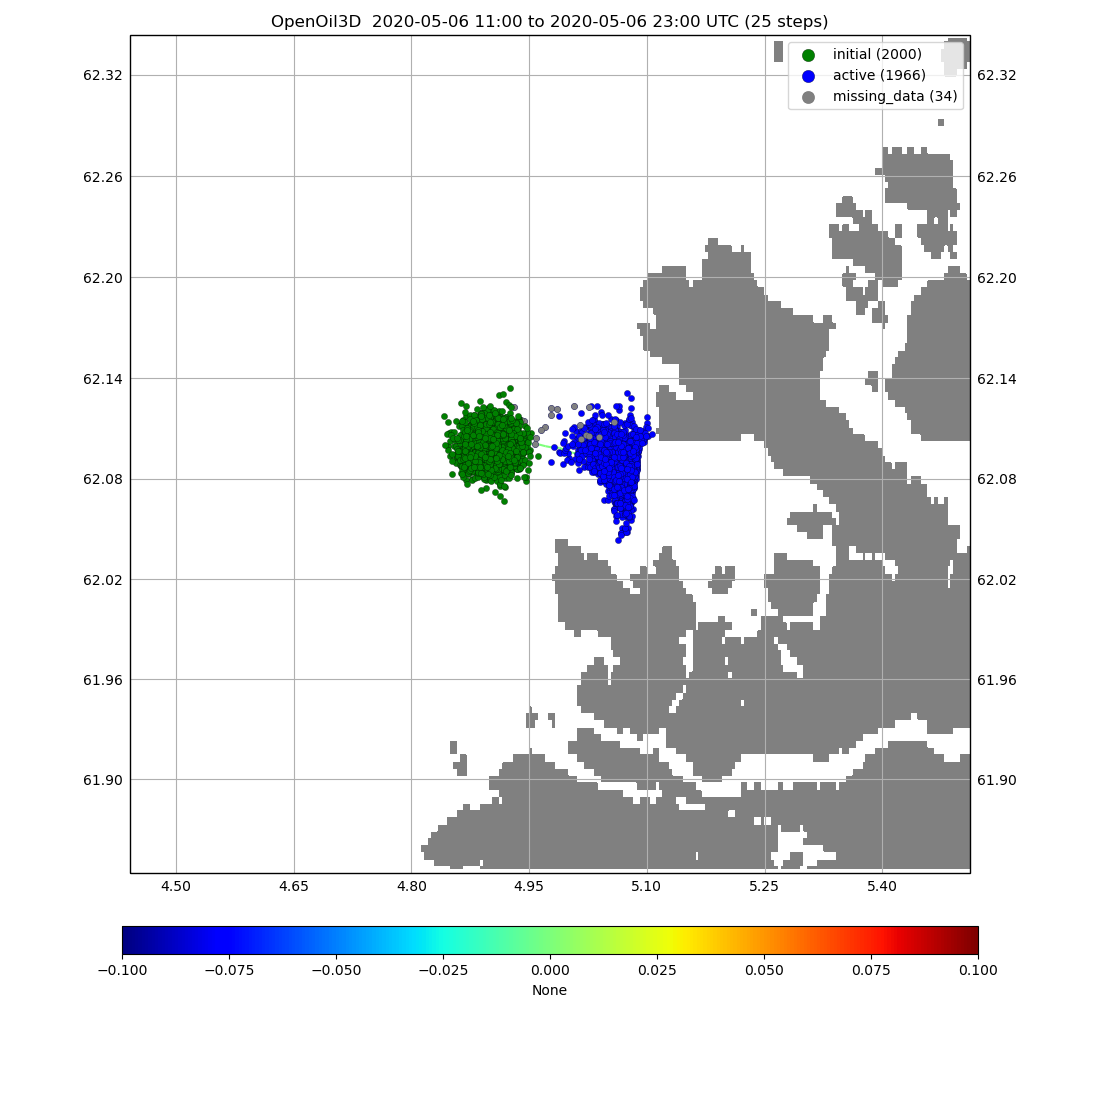 OpenOil3D  2020-05-06 11:00 to 2020-05-06 23:00 UTC (25 steps)
initial (2000)
active (1966)
missing_data (34)
62.32 62.32
62.26 62.26
62.20 62.20
62.14 62.14
62.08 62.08
62.02 62.02
61.96 61.96
61.90 61.90
4.50 4.65 4.80 4.95 5.10 5.25 5.40
−0.100 −0.075 −0.050 −0.025 0.000 0.025 0.050 0.075 0.100
None